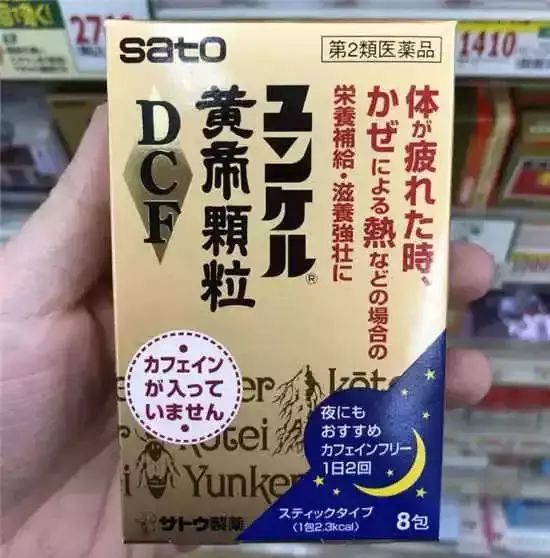 2710
1410
sato
第2類医薬品
体が疲れた時、
かぜによる熱などの場合の
栄養補給・滋養強壮に
ユンケル®
黄帝顆粒
DCF
カフェイン
が入って
いません
er
kōte
kōtei
i
Yunker
夜にも
おすすめ
カフェインフリー
1日2回
スティックタイプ
(1包2.3kcal)
8包
サトウ製薬